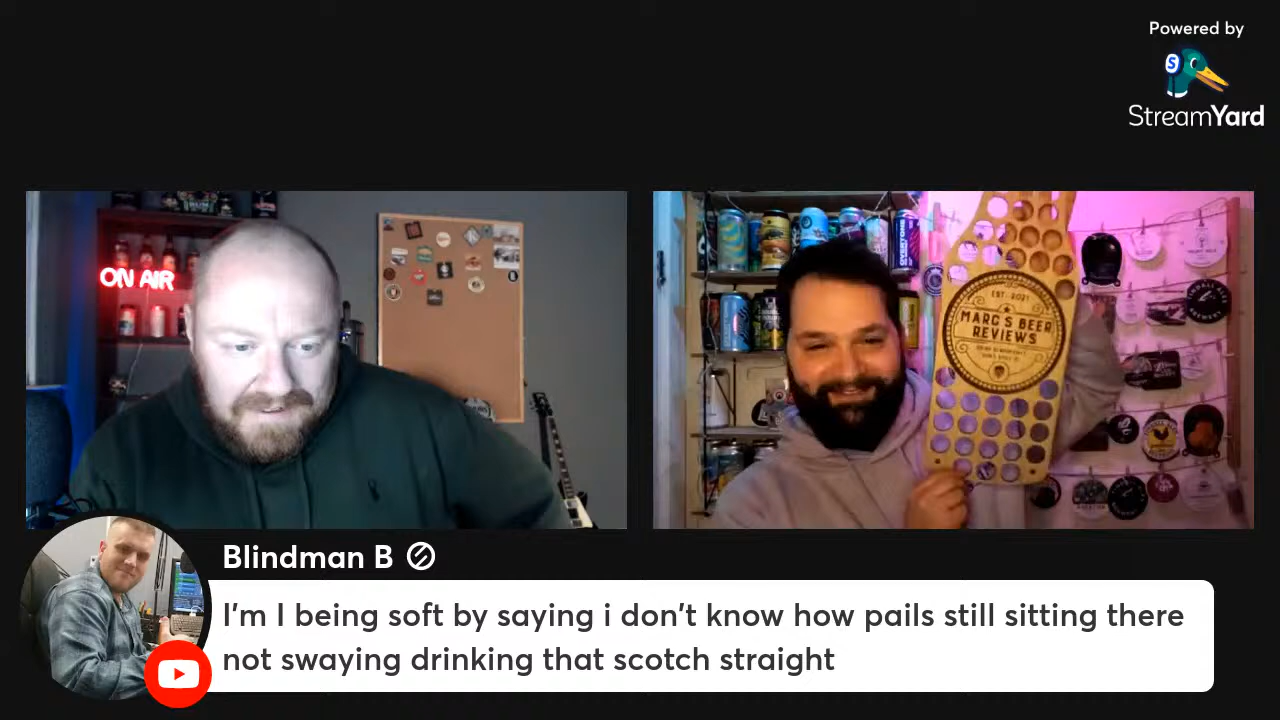 Powered by
S
StreamYard
ON AIR
OVERTONE
EST. 2021
MARC'S BEER
REVIEWS
Blindman B
I'm I being soft by saying i don't know how pails still sitting there
not swaying drinking that scotch straight